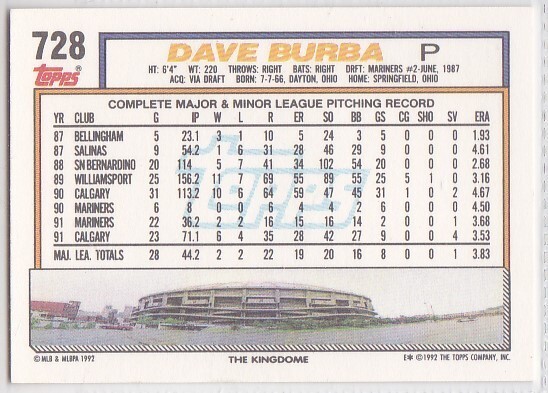 728
Topps
DAVE BURBA P
HT: 6'4" WT: 220 THROWS: RIGHT BATS: RIGHT DRFT: MARINERS #2-JUNE, 1987
ACQ: VIA DRAFT BORN: 7-7-66, DAYTON, OHIO HOME: SPRINGFIELD, OHIO
COMPLETE MAJOR & MINOR LEAGUE PITCHING RECORD
YR CLUB G IP W L R ER SO BB GS CG SHO SV ERA
87 BELLINGHAM 5 23.1 3 1 10 5 24 3 5 0 0 0 1.93
87 SALINAS 9 54.2 1 6 31 28 46 29 9 0 0 0 4.61
88 SN BERNARDINO 20 114 5 7 41 34 102 54 20 0 0 0 2.68
89 WILLIAMSPORT 25 156.2 11 7 69 55 89 55 25 5 1 0 3.16
90 CALGARY 31 113.2 10 6 64 59 47 45 31 1 0 2 4.67
90 MARINERS 6 8 0 0 6 4 4 2 6 0 0 0 4.50
91 MARINERS 22 36.2 2 2 16 15 16 14 2 0 0 1 3.68
91 CALGARY 23 71.1 6 4 35 28 42 27 9 0 0 4 3.53
MAJ. LEA. TOTALS 28 44.2 2 2 22 19 20 16 8 0 0 1 3.83
TOPPS
© MLB & MLBPA 1992 THE KINGDOME E* © 1992 THE TOPPS COMPANY, INC.